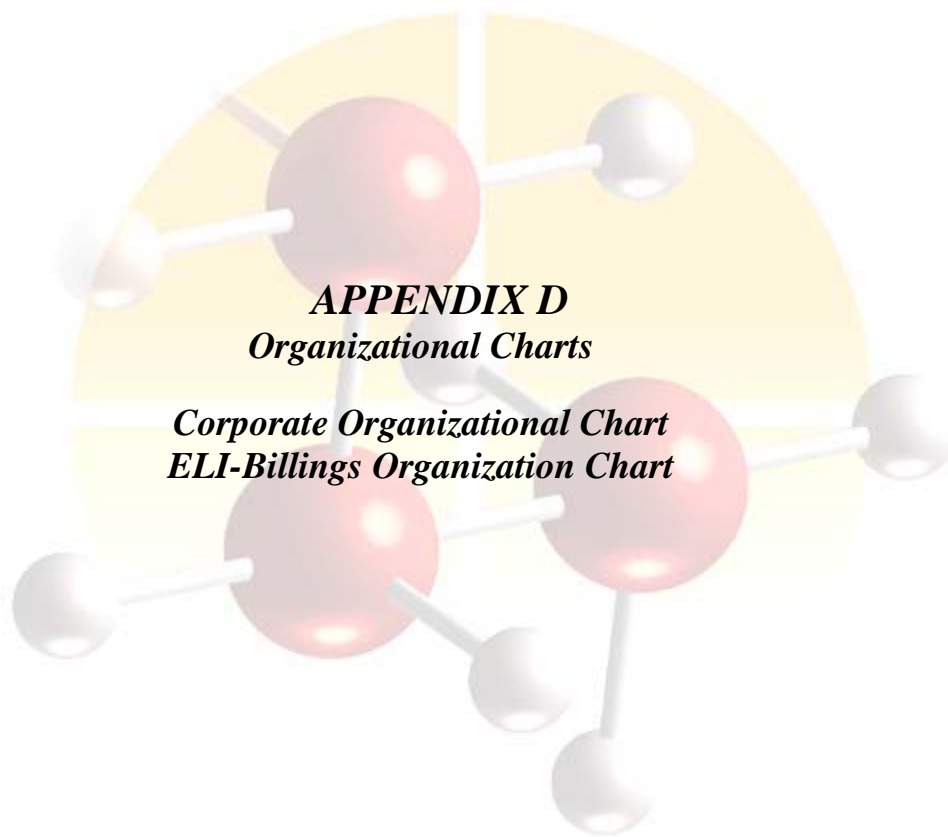 APPENDIX D
Organizational Charts
Corporate Organizational Chart
ELI-Billings Organization Chart